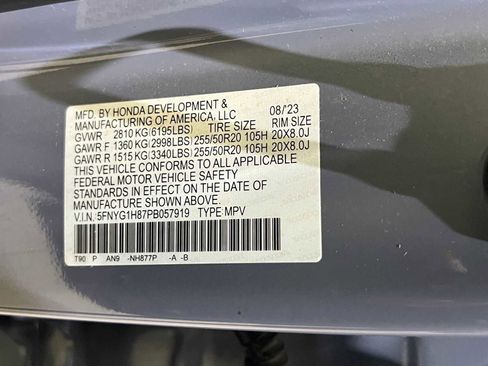 MFD. BY HONDA DEVELOPMENT &
MANUFACTURING OF AMERICA, LLC 08/'23
GVWR 2810 KG(6195LBS) TIRE SIZE RIM SIZE
GAWR F 1360 KG(2998LBS) 255/50R20 105H 20X8.0J
GAWR R 1515 KG(3340LBS) 255/50R20 105H 20X8.0J
THIS VEHICLE CONFORMS TO ALL APPLICABLE
FEDERAL MOTOR VEHICLE SAFETY
STANDARDS IN EFFECT ON THE DATE OF
MANUFACTURE SHOWN ABOVE.
V.I.N: 5FNYG1H87PB057919 TYPE: MPV
T90 P AN9 -NH877P -A -B